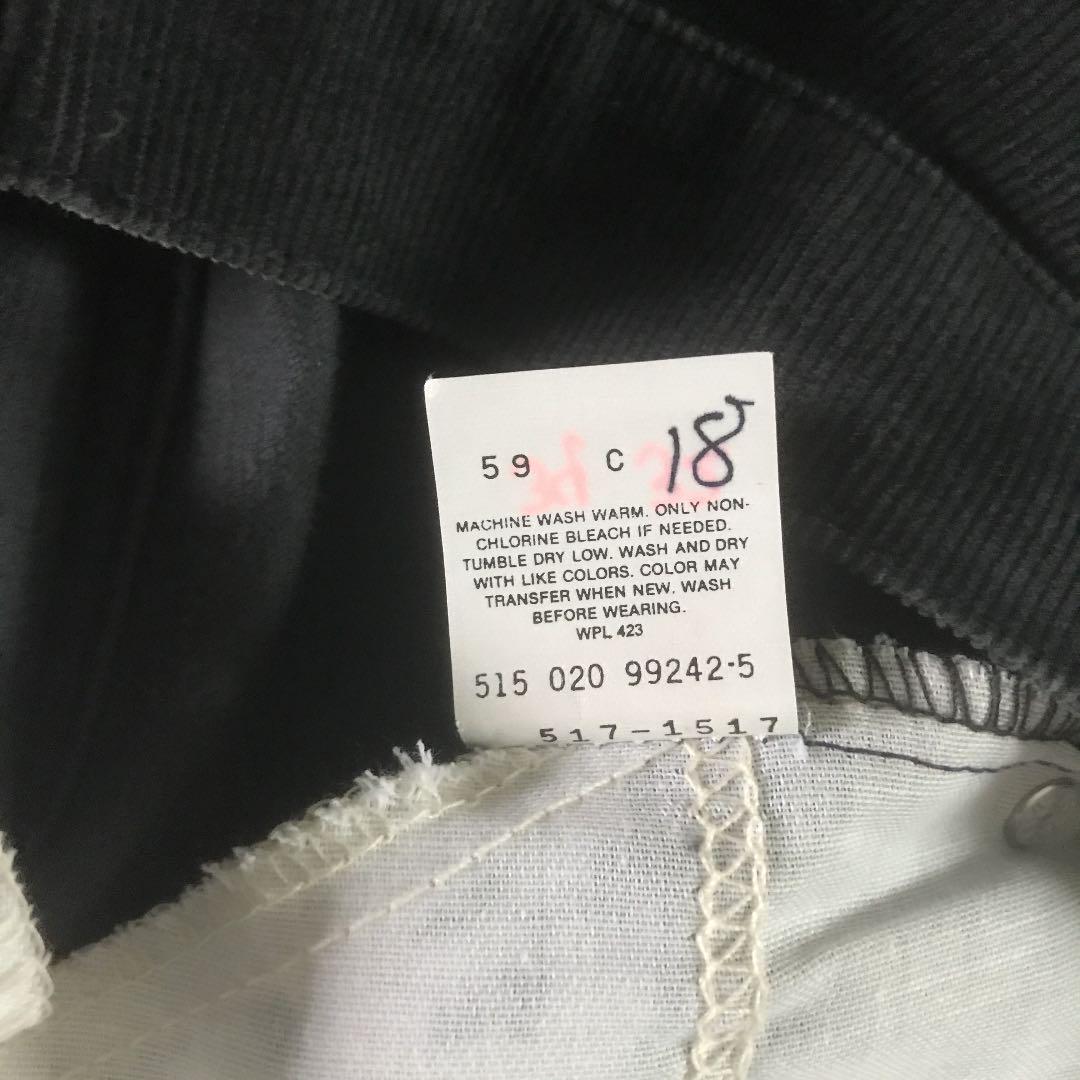 59 C 18
MACHINE WASH WARM. ONLY NON-
CHLORINE BLEACH IF NEEDED.
TUMBLE DRY LOW. WASH AND DRY
WITH LIKE COLORS. COLOR MAY
TRANSFER WHEN NEW. WASH
BEFORE WEARING.
WPL 423
515 020 99242-5
517-1517